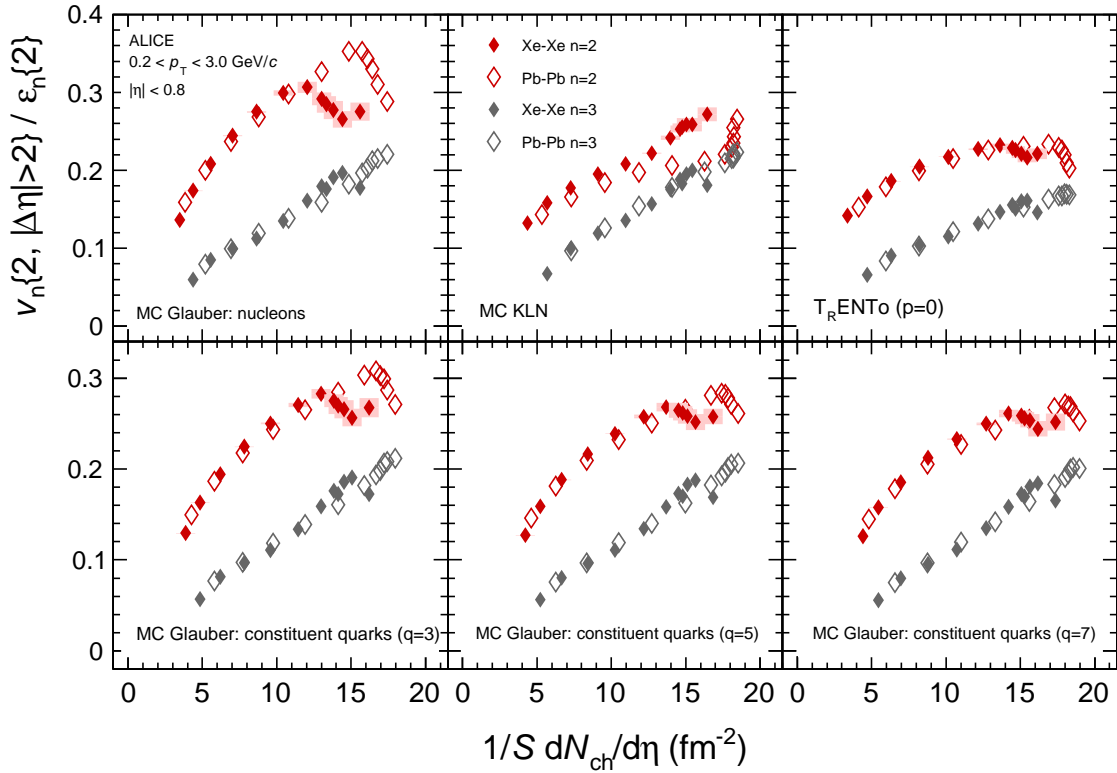 v_n{2, |Δη|>2} / ε_n{2}
ALICE
0.2 < p_T < 3.0 GeV/c
|η| < 0.8
MC Glauber: nucleons
0.4
0.3
0.2
0.1
0
Xe-Xe n=2
Pb-Pb n=2
Xe-Xe n=3
Pb-Pb n=3
MC KLN
T_RENTo (p=0)
0.3
0.2
0.1
0
MC Glauber: constituent quarks (q=3)
MC Glauber: constituent quarks (q=5)
MC Glauber: constituent quarks (q=7)
0 5 10 15 20 0 5 10 15 20 0 5 10 15 20
1/S dN_ch/dη (fm^-2)